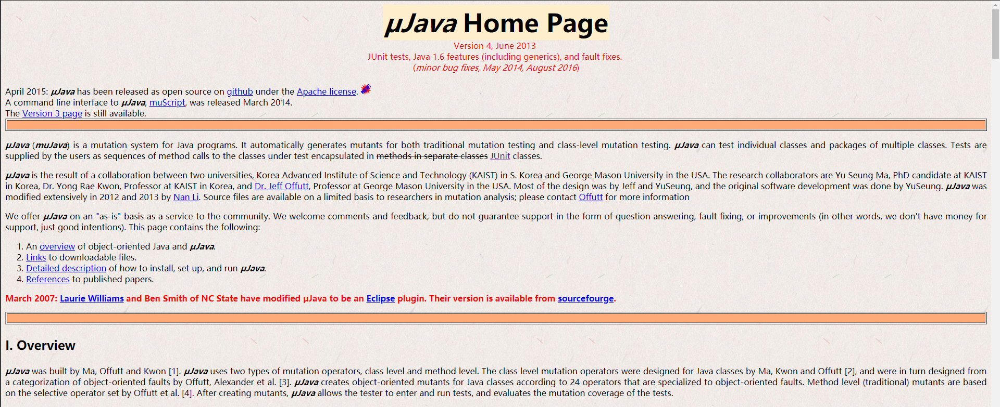 µJava Home Page
Version 4, June 2013
JUnit tests, Java 1.6 features (including generics), and fault fixes.
(minor bug fixes, May 2014, August 2016)
April 2015: µJava has been released as open source on github under the Apache license.
A command line interface to µJava, muScript, was released March 2014.
The Version 3 page is still available.
µJava (muJava) is a mutation system for Java programs. It automatically generates mutants for both traditional mutation testing and class-level mutation testing. µJava can test individual classes and packages of multiple classes. Tests are
supplied by the users as sequences of method calls to the classes under test encapsulated in methods in separate classes JUnit classes.
µJava is the result of a collaboration between two universities, Korea Advanced Institute of Science and Technology (KAIST) in S. Korea and George Mason University in the USA. The research collaborators are Yu Seung Ma, PhD candidate at KAIST
in Korea, Dr. Yong Rae Kwon, Professor at KAIST in Korea, and Dr. Jeff Offutt, Professor at George Mason University in the USA. Most of the design was by Jeff and YuSeung, and the original software development was done by YuSeung. µJava was
modified extensively in 2012 and 2013 by Nan Li. Source files are available on a limited basis to researchers in mutation analysis; please contact Offutt for more information
We offer µJava on an "as-is" basis as a service to the community. We welcome comments and feedback, but do not guarantee support in the form of question answering, fault fixing, or improvements (in other words, we don't have money for
support, just good intentions). This page contains the following:
1. An overview of object-oriented Java and µJava.
2. Links to downloadable files.
3. Detailed description of how to install, set up, and run µJava.
4. References to published papers.
March 2007: Laurie Williams and Ben Smith of NC State have modified µJava to be an Eclipse plugin. Their version is available from sourcefourge.
I. Overview
µJava was built by Ma, Offutt and Kwon [1]. µJava uses two types of mutation operators, class level and method level. The class level mutation operators were designed for Java classes by Ma, Kwon and Offutt [2], and were in turn designed from
a categorization of object-oriented faults by Offutt, Alexander et al. [3]. µJava creates object-oriented mutants for Java classes according to 24 operators that are specialized to object-oriented faults. Method level (traditional) mutants are based
on the selective operator set by Offutt et al. [4]. After creating mutants, µJava allows the tester to enter and run tests, and evaluates the mutation coverage of the tests.